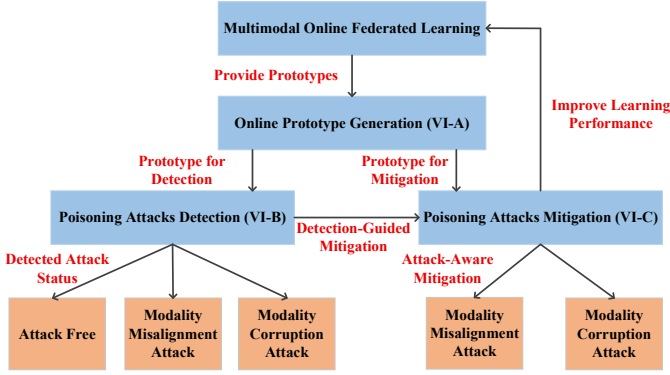 Multimodal Online Federated Learning
Provide Prototypes
Improve Learning
Performance
Online Prototype Generation (VI-A)
Prototype for
Detection
Prototype for
Mitigation
Poisoning Attacks Detection (VI-B)
Detection-Guided
Mitigation
Poisoning Attacks Mitigation (VI-C)
Detected Attack
Status
Attack-Aware
Mitigation
Attack Free
Modality
Misalignment
Attack
Modality
Corruption
Attack
Modality
Misalignment
Attack
Modality
Corruption
Attack